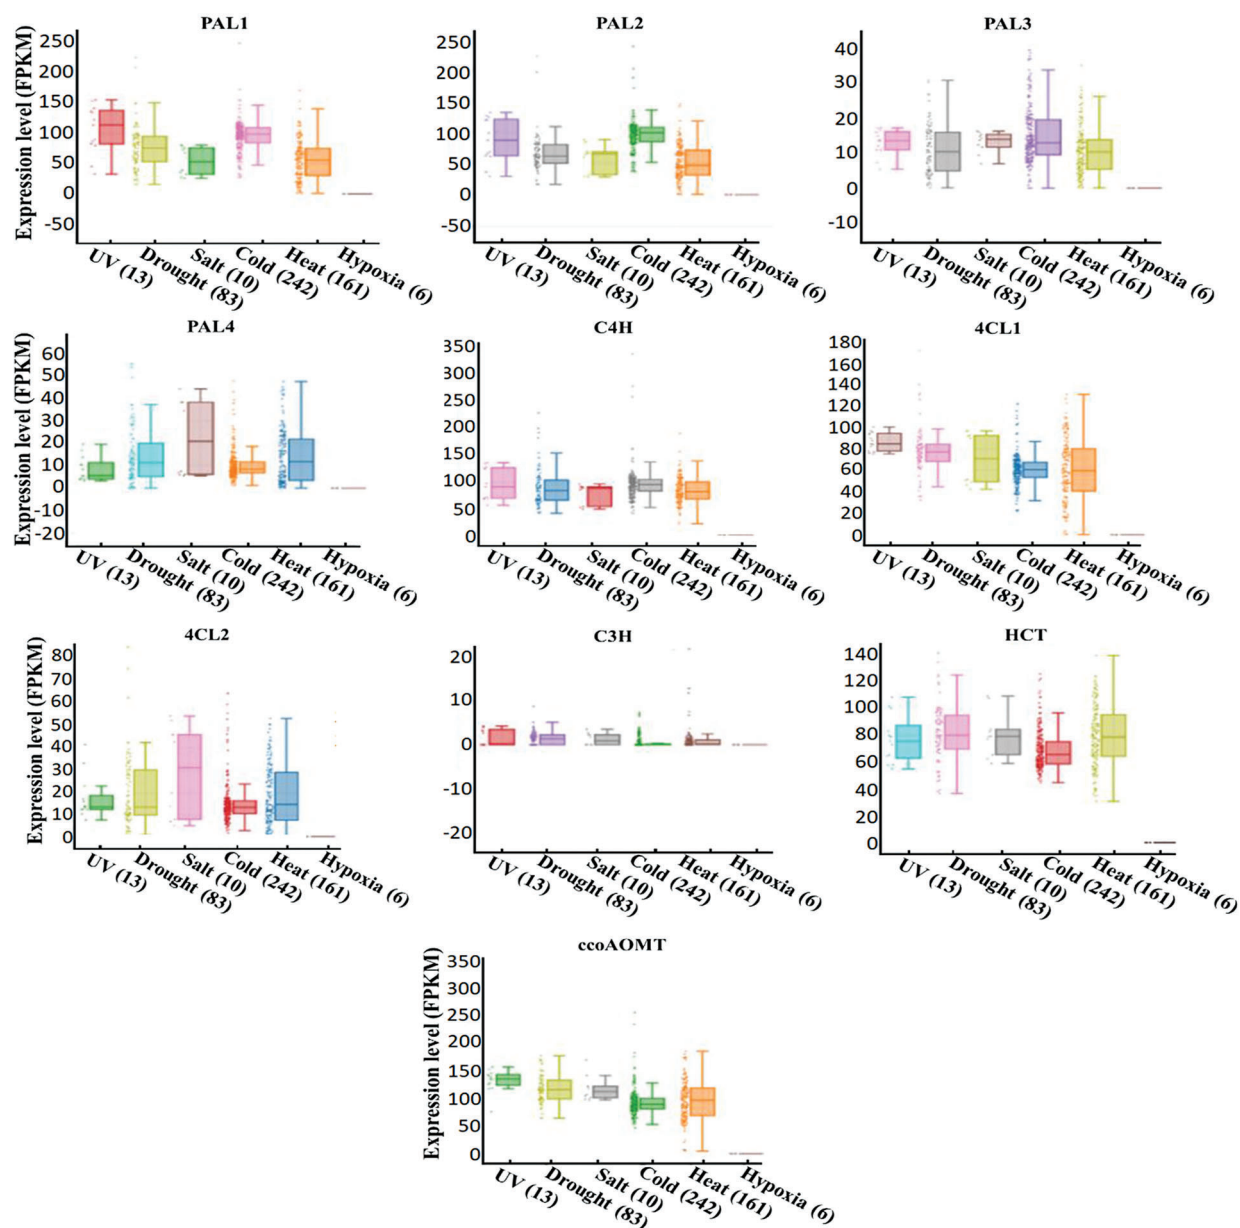 PAL1
Expression level (FPKM)
250
200
150
100
50
0
-50
UV (13)
Drought (83)
Salt (10)
Cold (242)
Heat (161)
Hypoxia (6)
PAL2
250
200
150
100
50
0
-50
UV (13)
Drought (83)
Salt (10)
Cold (242)
Heat (161)
Hypoxia (6)
PAL3
40
30
20
10
0
-10
UV (13)
Drought (83)
Salt (10)
Cold (242)
Heat (161)
Hypoxia (6)
PAL4
Expression level (FPKM)
60
50
40
30
20
10
0
-10
-20
UV (13)
Drought (83)
Salt (10)
Cold (242)
Heat (161)
Hypoxia (6)
C4H
350
300
250
200
150
100
50
0
UV (13)
Drought (83)
Salt (10)
Cold (242)
Heat (161)
Hypoxia (6)
4CL1
180
160
140
120
100
80
60
40
20
0
UV (13)
Drought (83)
Salt (10)
Cold (242)
Heat (161)
Hypoxia (6)
4CL2
Expression level (FPKM)
80
70
60
50
40
30
20
10
0
UV (13)
Drought (83)
Salt (10)
Cold (242)
Heat (161)
Hypoxia (6)
C3H
20
10
0
-10
-20
UV (13)
Drought (83)
Salt (10)
Cold (242)
Heat (161)
Hypoxia (6)
HCT
140
120
100
80
60
40
20
0
UV (13)
Drought (83)
Salt (10)
Cold (242)
Heat (161)
Hypoxia (6)
ccoAOMT
Expression level (FPKM)
350
300
250
200
150
100
50
0
UV (13)
Drought (83)
Salt (10)
Cold (242)
Heat (161)
Hypoxia (6)